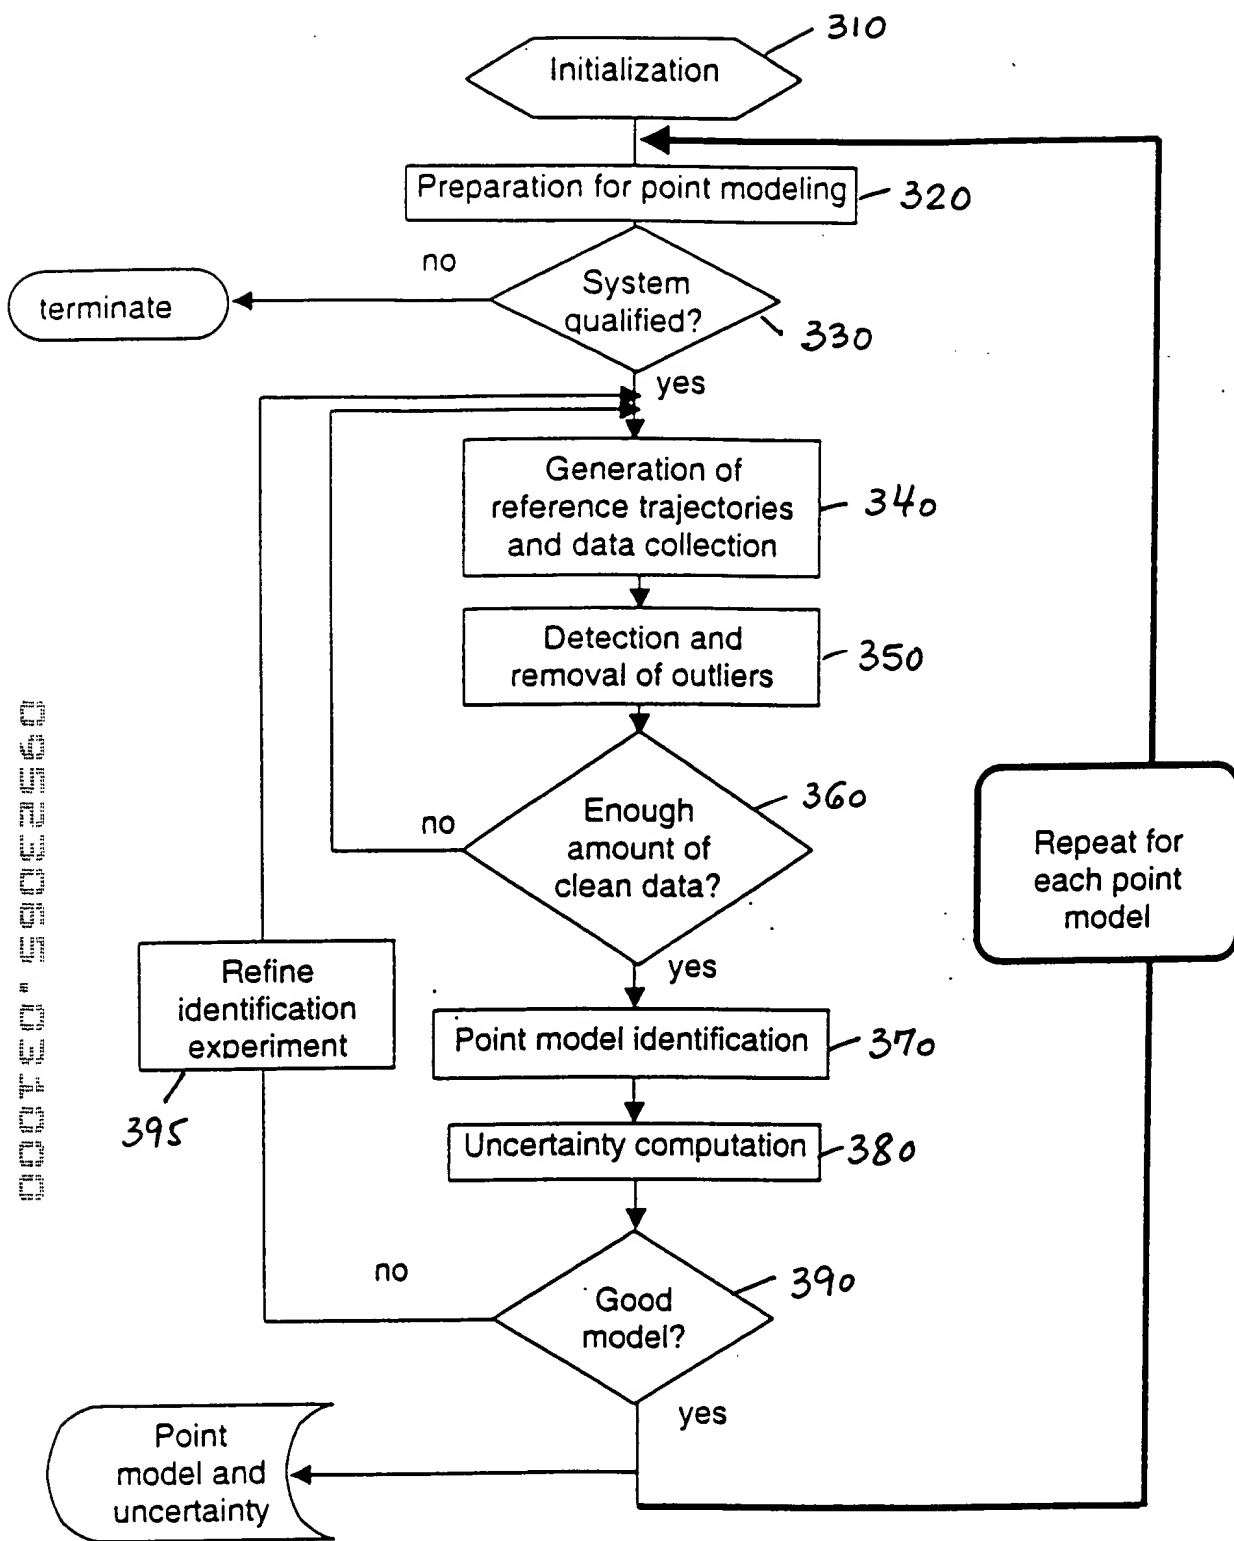 310
Initialization
Preparation for point modeling
320
no
System
qualified?
terminate
330
yes
Generation of
reference trajectories
and data collection
340
Detection and
removal of outliers
350
360
no
Enough
amount of
clean data?
Repeat for
each point
model
yes
Refine
identification
experiment
395
Point model identification
370
Uncertainty computation
380
no
390
Good
model?
yes
Point
model and
uncertainty
09503259.031000